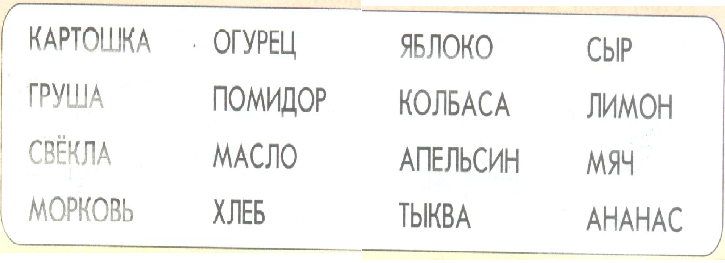 КАРТОШКА ОГУРЕЦ ЯБЛОКО СЫР
ГРУША ПОМИДОР КОЛБАСА ЛИМОН
СВЁКЛА МАСЛО АПЕЛЬСИН МЯЧ
МОРКОВЬ ХЛЕБ ТЫКВА АНАНАС